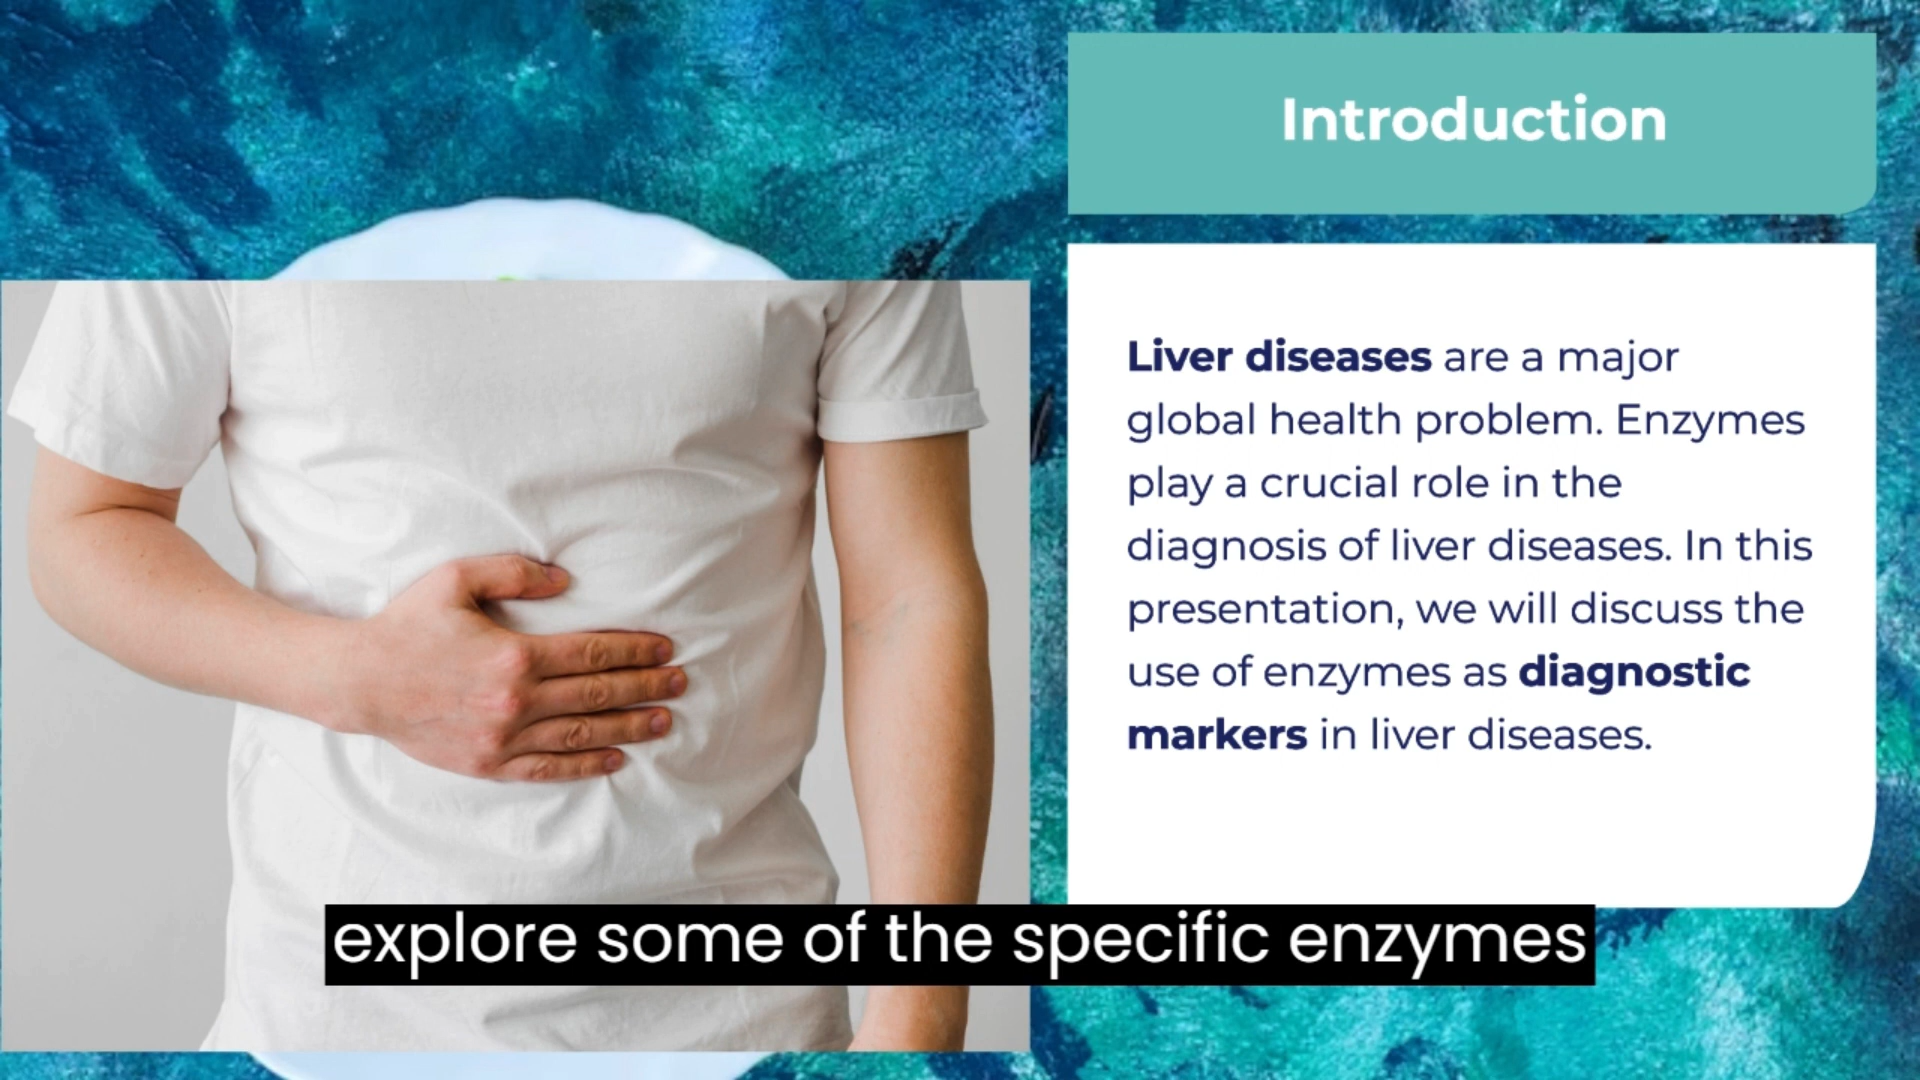 Introduction
Liver diseases are a major
global health problem. Enzymes
play a crucial role in the
diagnosis of liver diseases. In this
presentation, we will discuss the
use of enzymes as diagnostic
markers in liver diseases.
explore some of the specific enzymes